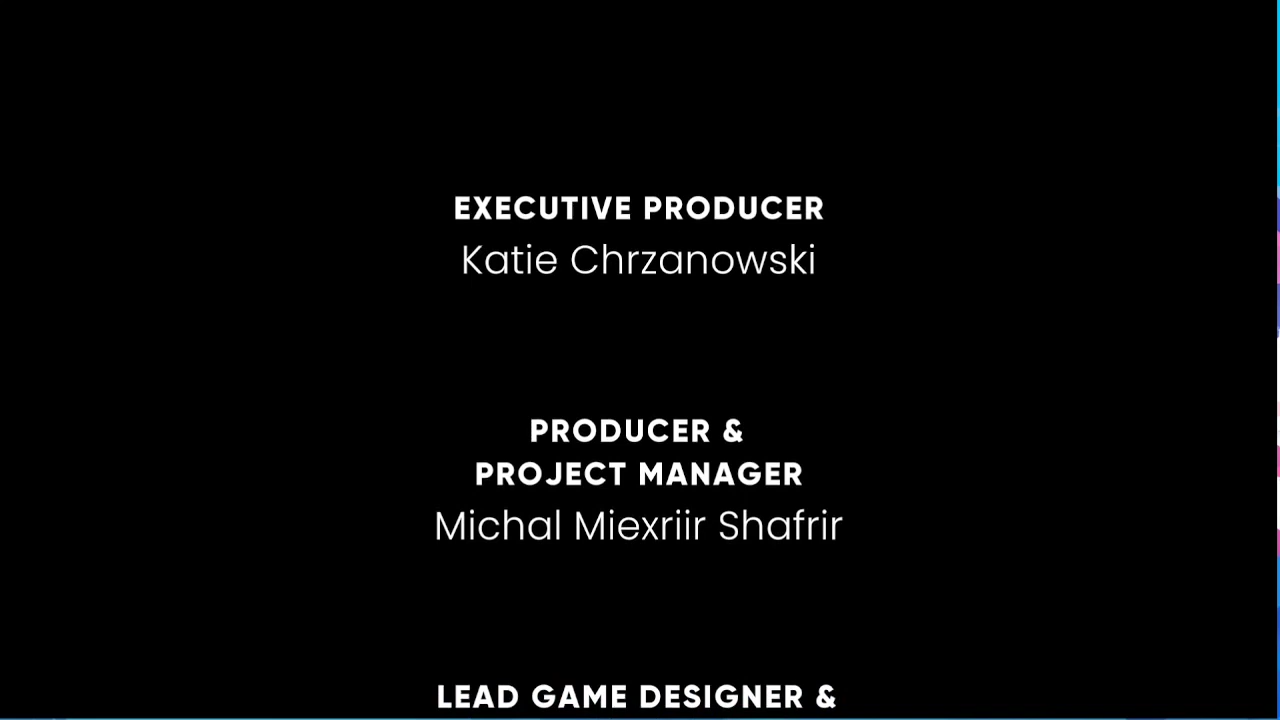 EXECUTIVE PRODUCER
Katie Chrzanowski
PRODUCER &
PROJECT MANAGER
Michal Miexriir Shafrir
LEAD GAME DESIGNER &